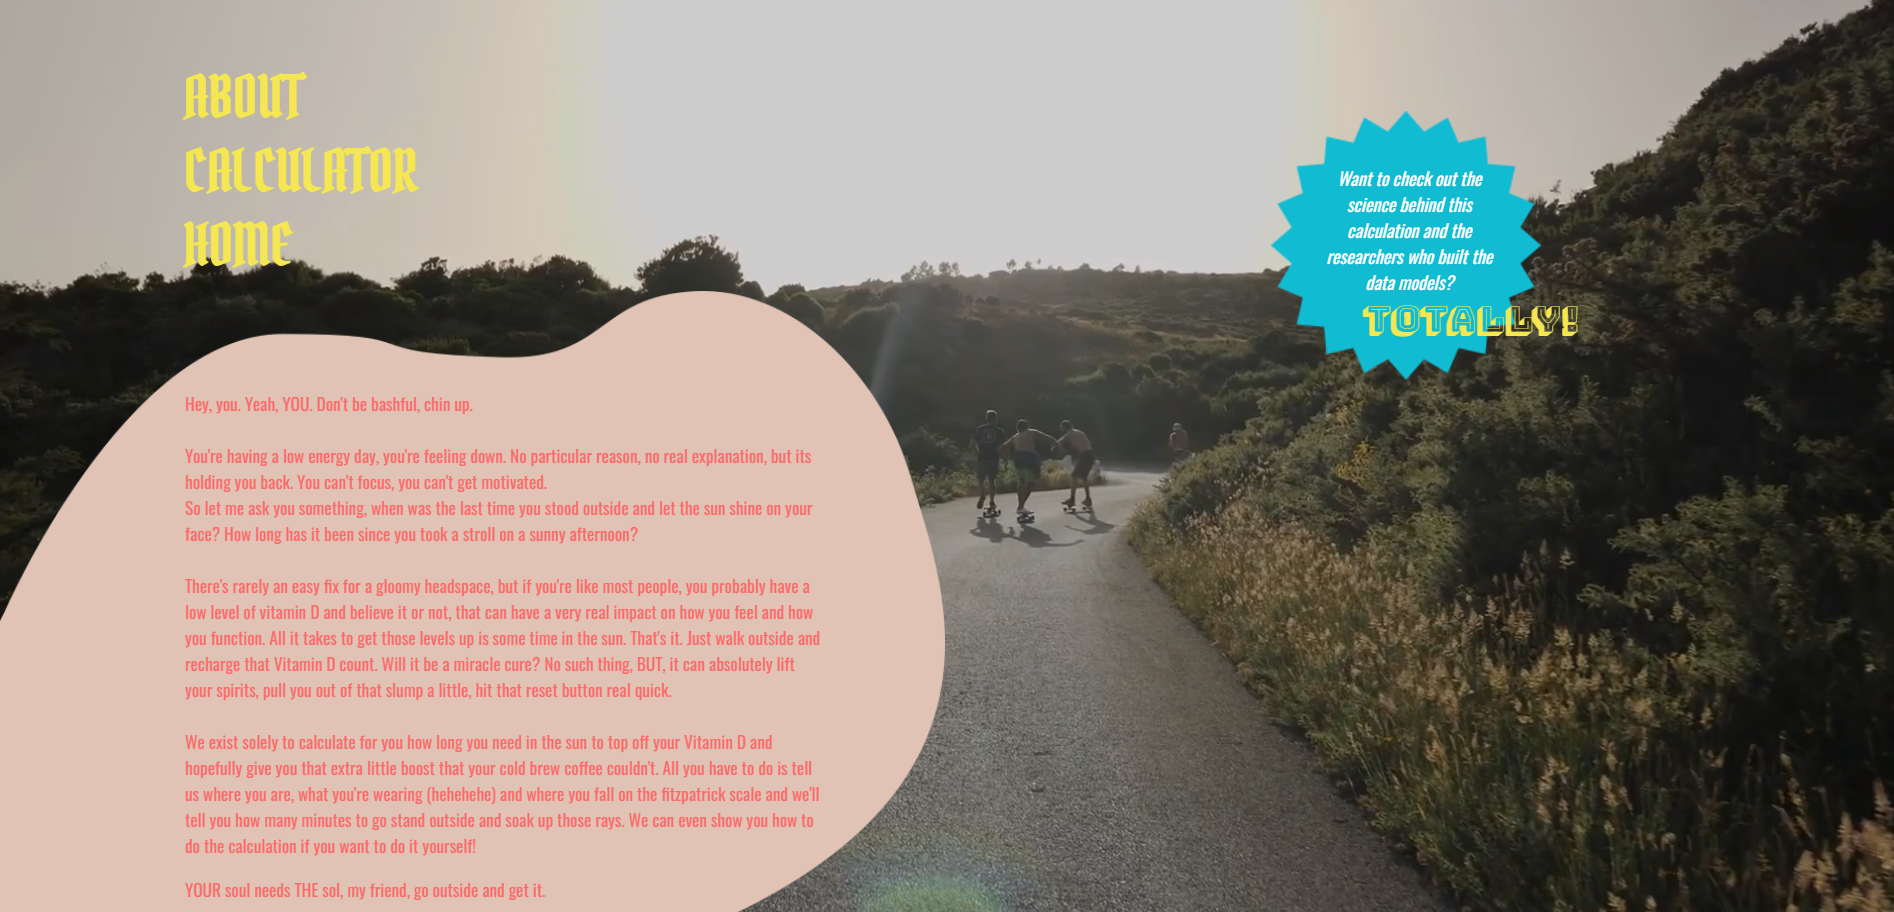 ABOUT
CALCULATOR
HOME
Want to check out the
science behind this
calculation and the
researchers who built the
data models?
TOTALLY!
Hey, you. Yeah, YOU. Don't be bashful, chin up.
You're having a low energy day, you're feeling down. No particular reason, no real explanation, but its
holding you back. You can't focus, you can't get motivated.
So let me ask you something, when was the last time you stood outside and let the sun shine on your
face? How long has it been since you took a stroll on a sunny afternoon?
There's rarely an easy fix for a gloomy headspace, but if you're like most people, you probably have a
low level of vitamin D and believe it or not, that can have a very real impact on how you feel and how
you function. All it takes to get those levels up is some time in the sun. That's it. Just walk outside and
recharge that Vitamin D count. Will it be a miracle cure? No such thing, BUT, it can absolutely lift
your spirits, pull you out of that slump a little, hit that reset button real quick.
We exist solely to calculate for you how long you need in the sun to top off your Vitamin D and
hopefully give you that extra little boost that your cold brew coffee couldn't. All you have to do is tell
us where you are, what you're wearing (hehehehe) and where you fall on the fitzpatrick scale and we'll
tell you how many minutes to go stand outside and soak up those rays. We can even show you how to
do the calculation if you want to do it yourself!
YOUR soul needs THE sol, my friend, go outside and get it.